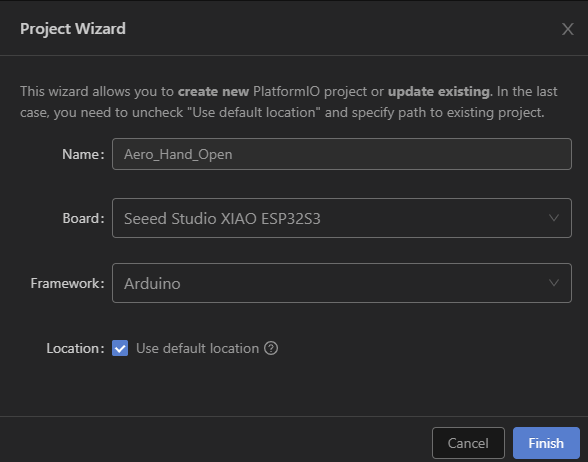 Project Wizard
This wizard allows you to create new PlatformIO project or update existing. In the last
case, you need to uncheck "Use default location" and specify path to existing project.
Name: Aero_Hand_Open
Board: Seeed Studio XIAO ESP32S3
Framework: Arduino
Location: Use default location
Cancel Finish